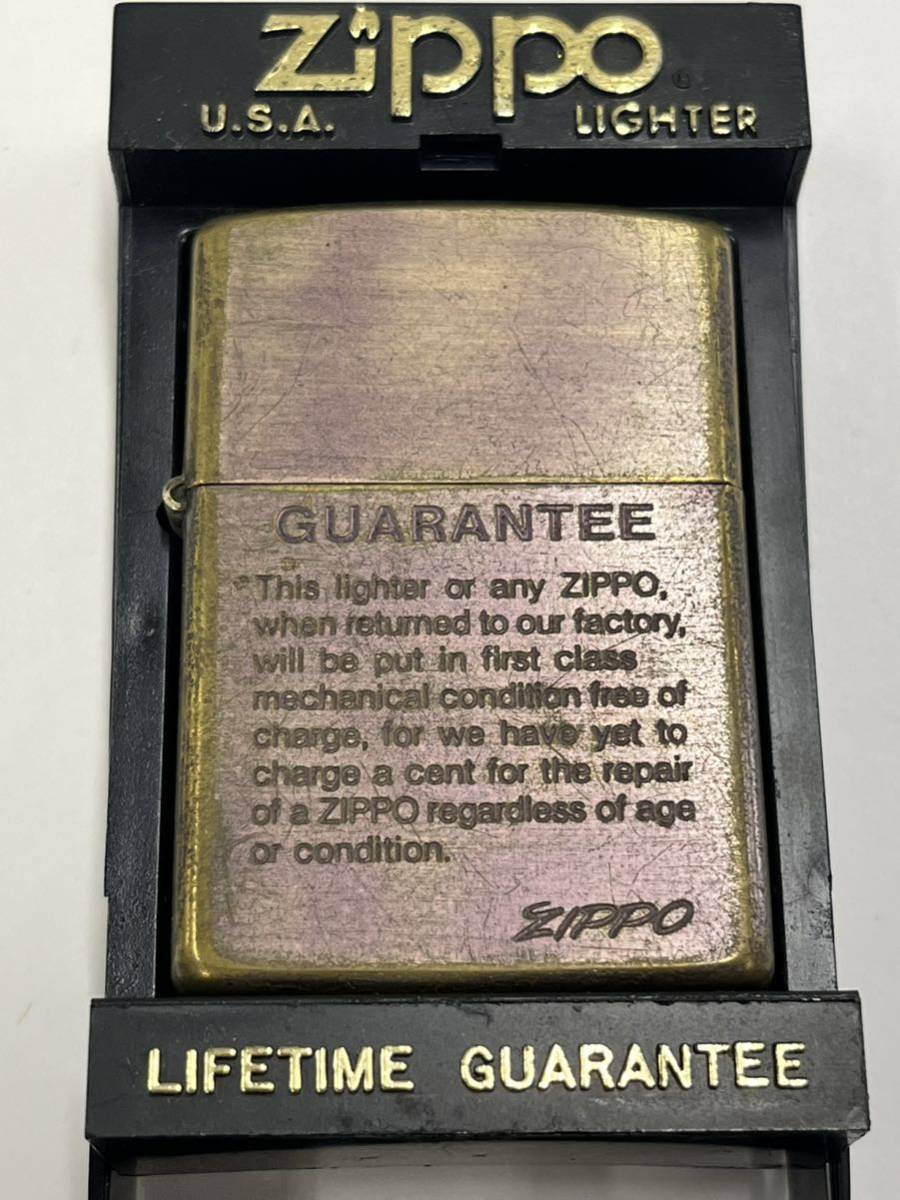 Zippo®
U.S.A. LIGHTER
GUARANTEE
"This lighter or any ZIPPO,
when returned to our factory,
will be put in first class
mechanical condition free of
charge, for we have yet to
charge a cent for the repair
of a ZIPPO regardless of age
or condition.
ZIPPO
LIFETIME GUARANTEE